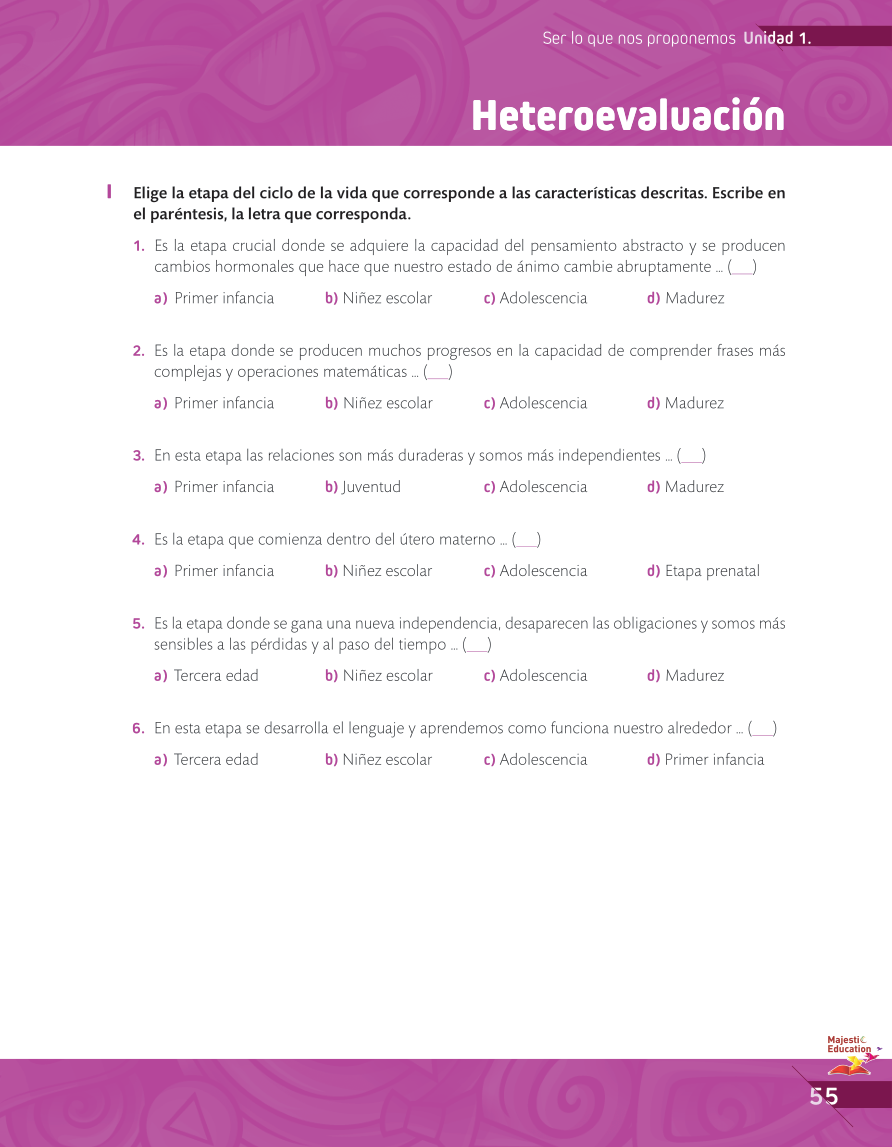 Ser lo que nos proponemos Unidad 1.
Heteroevaluación
I Elige la etapa del ciclo de la vida que corresponde a las características descritas. Escribe en
el paréntesis, la letra que corresponda.
1. Es la etapa crucial donde se adquiere la capacidad del pensamiento abstracto y se producen
cambios hormonales que hace que nuestro estado de ánimo cambie abruptamente ... (___)
a) Primer infancia b) Niñez escolar c) Adolescencia d) Madurez
2. Es la etapa donde se producen muchos progresos en la capacidad de comprender frases más
complejas y operaciones matemáticas ... (___)
a) Primer infancia b) Niñez escolar c) Adolescencia d) Madurez
3. En esta etapa las relaciones son más duraderas y somos más independientes ... (___)
a) Primer infancia b) Juventud c) Adolescencia d) Madurez
4. Es la etapa que comienza dentro del útero materno ... (___)
a) Primer infancia b) Niñez escolar c) Adolescencia d) Etapa prenatal
5. Es la etapa donde se gana una nueva independencia, desaparecen las obligaciones y somos más
sensibles a las pérdidas y al paso del tiempo ... (___)
a) Tercera edad b) Niñez escolar c) Adolescencia d) Madurez
6. En esta etapa se desarrolla el lenguaje y aprendemos como funciona nuestro alrededor ... (___)
a) Tercera edad b) Niñez escolar c) Adolescencia d) Primer infancia
Majestic
Education
55